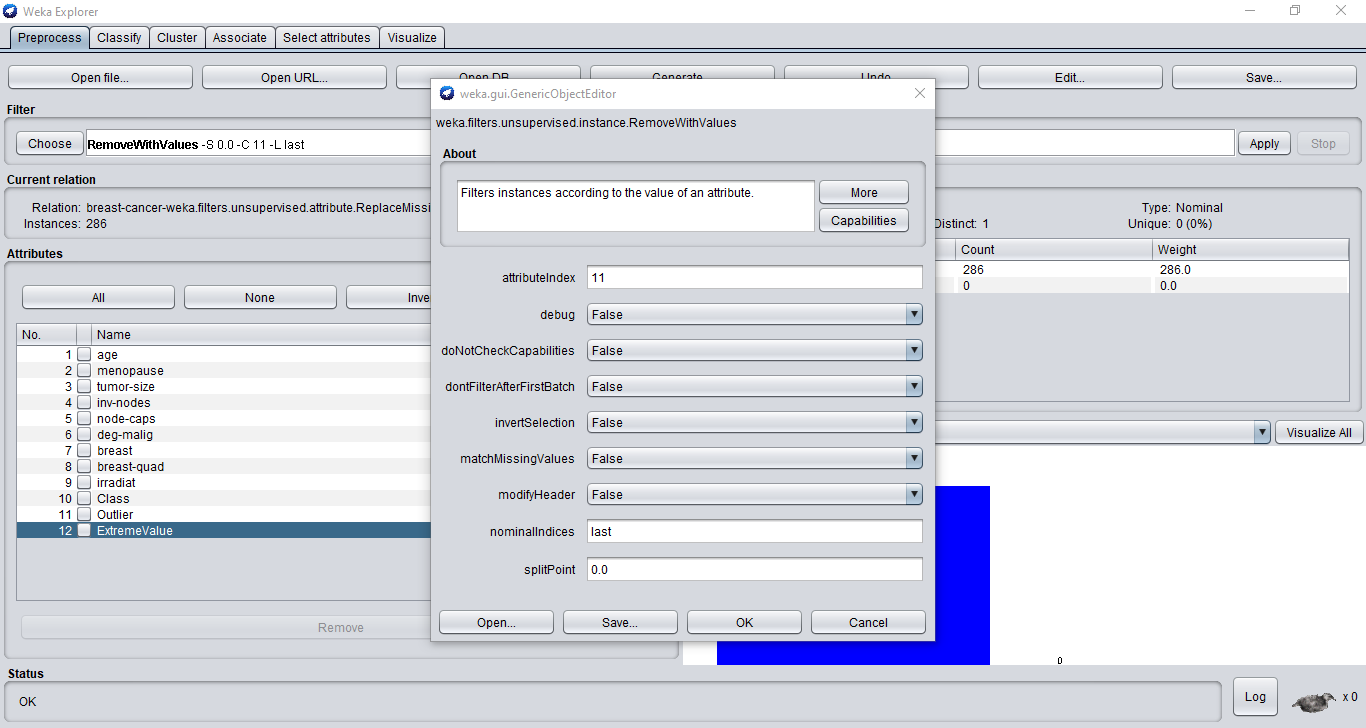 Weka Explorer
Preprocess Classify Cluster Associate Select attributes Visualize
Open file... Open URL... Open DB... Generate... Undo Edit... Save...
Filter
Choose RemoveWithValues -S 0.0 -C 11 -L last Apply Stop
Current relation
Relation: breast-cancer-weka.filters.unsupervised.attribute.ReplaceMissi
Instances: 286
Attributes
All None Inve
No. Name
1 age
2 menopause
3 tumor-size
4 inv-nodes
5 node-caps
6 deg-malig
7 breast
8 breast-quad
9 irradiat
10 Class
11 Outlier
12 ExtremeValue
Remove
weka.gui.GenericObjectEditor
weka.filters.unsupervised.instance.RemoveWithValues
About
Filters instances according to the value of an attribute.
More
Capabilities
attributeIndex 11
debug False
doNotCheckCapabilities False
dontFilterAfterFirstBatch False
invertSelection False
matchMissingValues False
modifyHeader False
nominalIndices last
splitPoint 0.0
Open... Save... OK Cancel
Type: Nominal
Distinct: 1 Unique: 0 (0%)
Count Weight
286 286.0
0 0.0
Visualize All
0
Status
OK
Log x 0